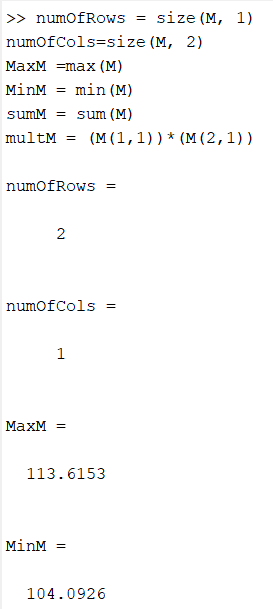 >> numOfRows = size(M, 1)
numOfCols=size(M, 2)
MaxM =max(M)
MinM = min(M)
sumM = sum(M)
multM = (M(1,1))*(M(2,1))
numOfRows =
2
numOfCols =
1
MaxM =
113.6153
MinM =
104.0926